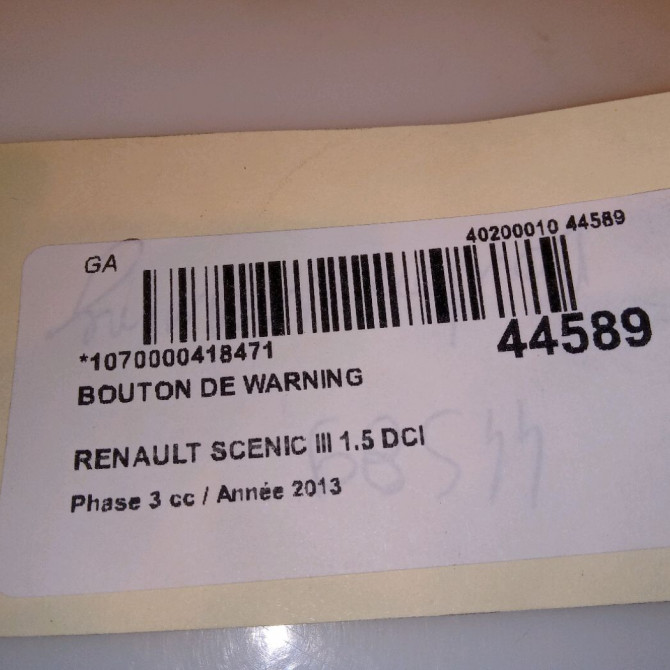 GA
40200010 44589
*1070000418471
44589
BOUTON DE WARNING
RENAULT SCENIC III 1.5 DCI
Phase 3 cc / Année 2013
44589